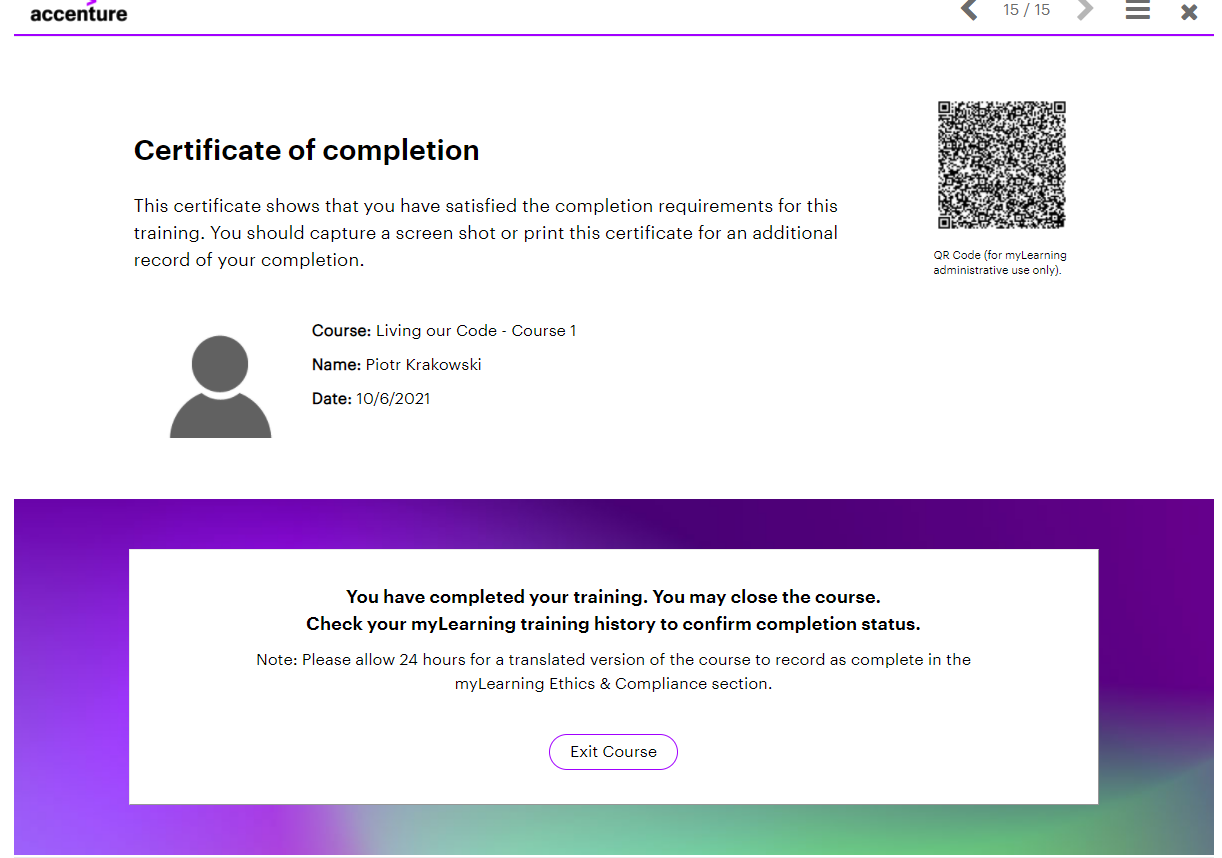 accenture
15 / 15
Certificate of completion
This certificate shows that you have satisfied the completion requirements for this
training. You should capture a screen shot or print this certificate for an additional
record of your completion.
QR Code (for myLearning
administrative use only).
Course: Living our Code - Course 1
Name: Piotr Krakowski
Date: 10/6/2021
You have completed your training. You may close the course.
Check your myLearning training history to confirm completion status.
Note: Please allow 24 hours for a translated version of the course to record as complete in the
myLearning Ethics & Compliance section.
Exit Course